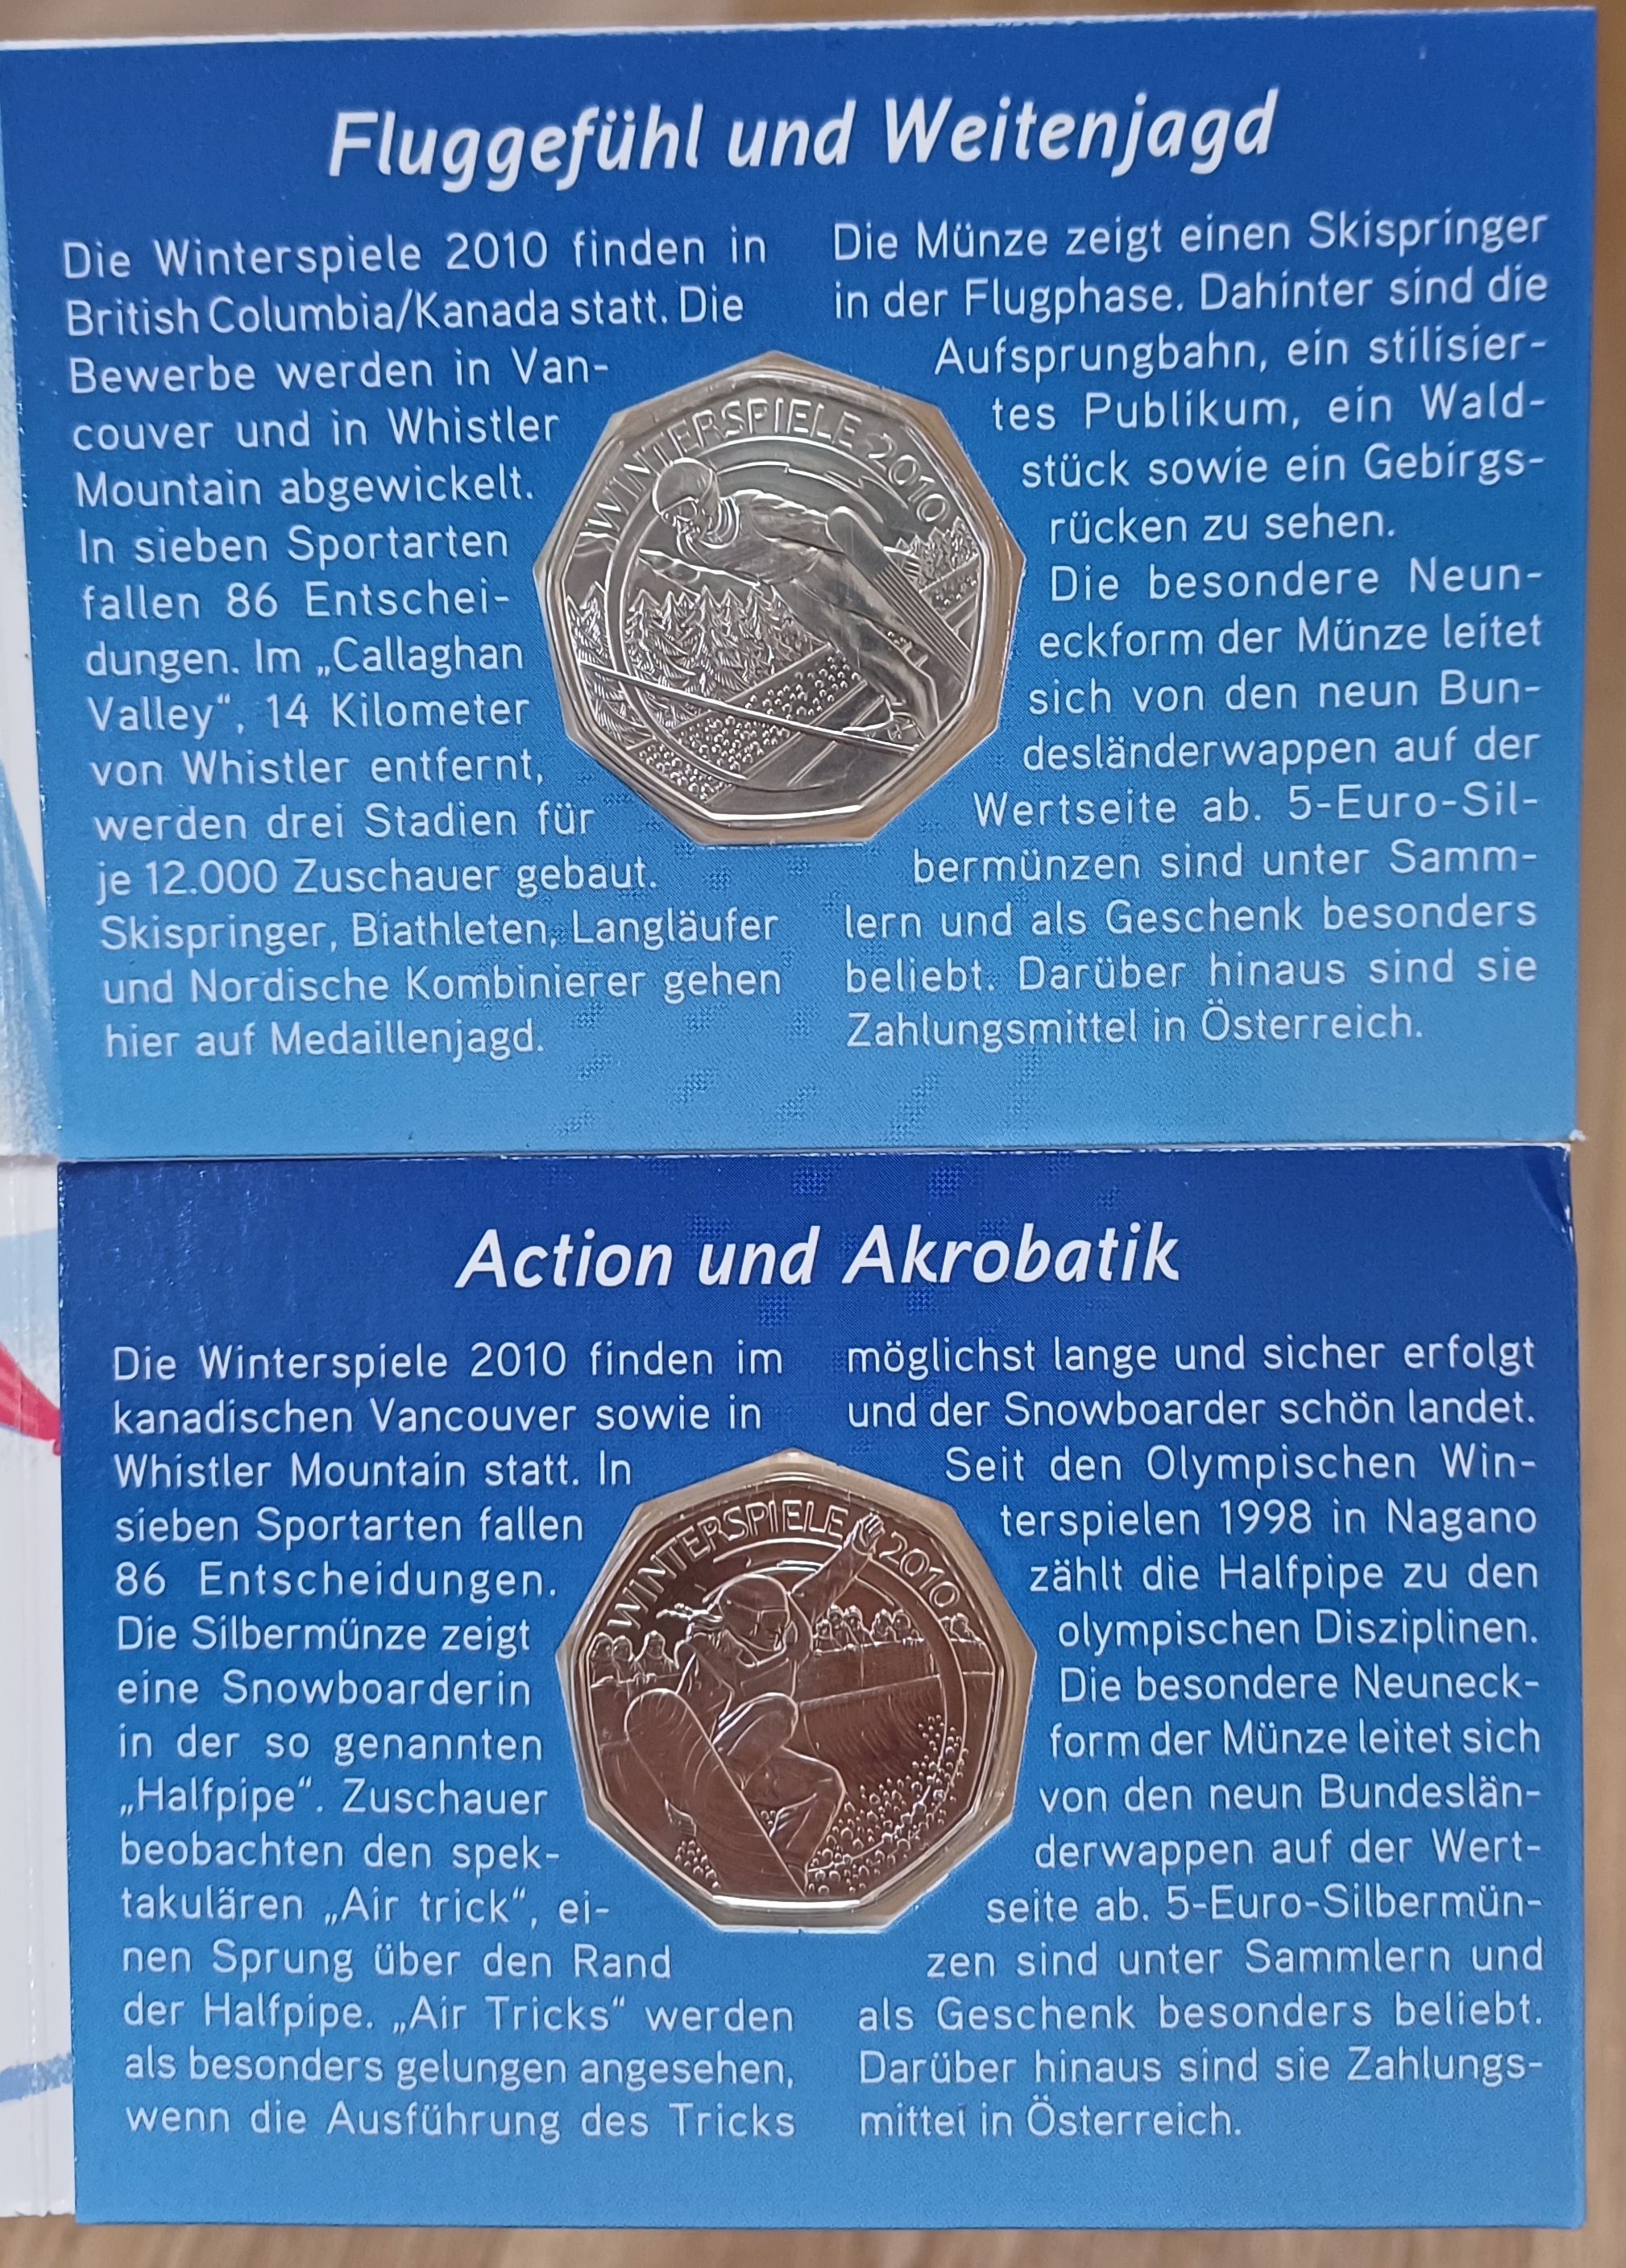 Fluggefühl und Weitenjagd
Die Winterspiele 2010 finden in
British Columbia/Kanada statt. Die
Bewerbe werden in Van-
couver und in Whistler
Mountain abgewickelt.
In sieben Sportarten
fallen 86 Entschei-
dungen. Im „Callaghan
Valley“, 14 Kilometer
von Whistler entfernt,
werden drei Stadien für
je 12.000 Zuschauer gebaut.
Skispringer, Biathleten, Langläufer
und Nordische Kombinierer gehen
hier auf Medaillenjagd.
WINTERSPIELE 2010
Die Münze zeigt einen Skispringer
in der Flugphase. Dahinter sind die
Aufsprungbahn, ein stilisier-
tes Publikum, ein Wald-
stück sowie ein Gebirgs-
rücken zu sehen.
Die besondere Neun-
eckform der Münze leitet
sich von den neun Bun-
desländerwappen auf der
Wertseite ab. 5-Euro-Sil-
bermünzen sind unter Samm-
lern und als Geschenk besonders
beliebt. Darüber hinaus sind sie
Zahlungsmittel in Österreich.
Action und Akrobatik
Die Winterspiele 2010 finden im
kanadischen Vancouver sowie in
Whistler Mountain statt. In
sieben Sportarten fallen
86 Entscheidungen.
Die Silbermünze zeigt
eine Snowboarderin
in der so genannten
„Halfpipe“. Zuschauer
beobachten den spek-
takulären „Air trick“, ei-
nen Sprung über den Rand
der Halfpipe. „Air Tricks“ werden
als besonders gelungen angesehen,
wenn die Ausführung des Tricks
WINTERSPIELE 2010
möglichst lange und sicher erfolgt
und der Snowboarder schön landet.
Seit den Olympischen Win-
terspielen 1998 in Nagano
zählt die Halfpipe zu den
olympischen Disziplinen.
Die besondere Neuneck-
form der Münze leitet sich
von den neun Bundeslän-
derwappen auf der Wert-
seite ab. 5-Euro-Silbermün-
zen sind unter Sammlern und
als Geschenk besonders beliebt.
Darüber hinaus sind sie Zahlungs-
mittel in Österreich.